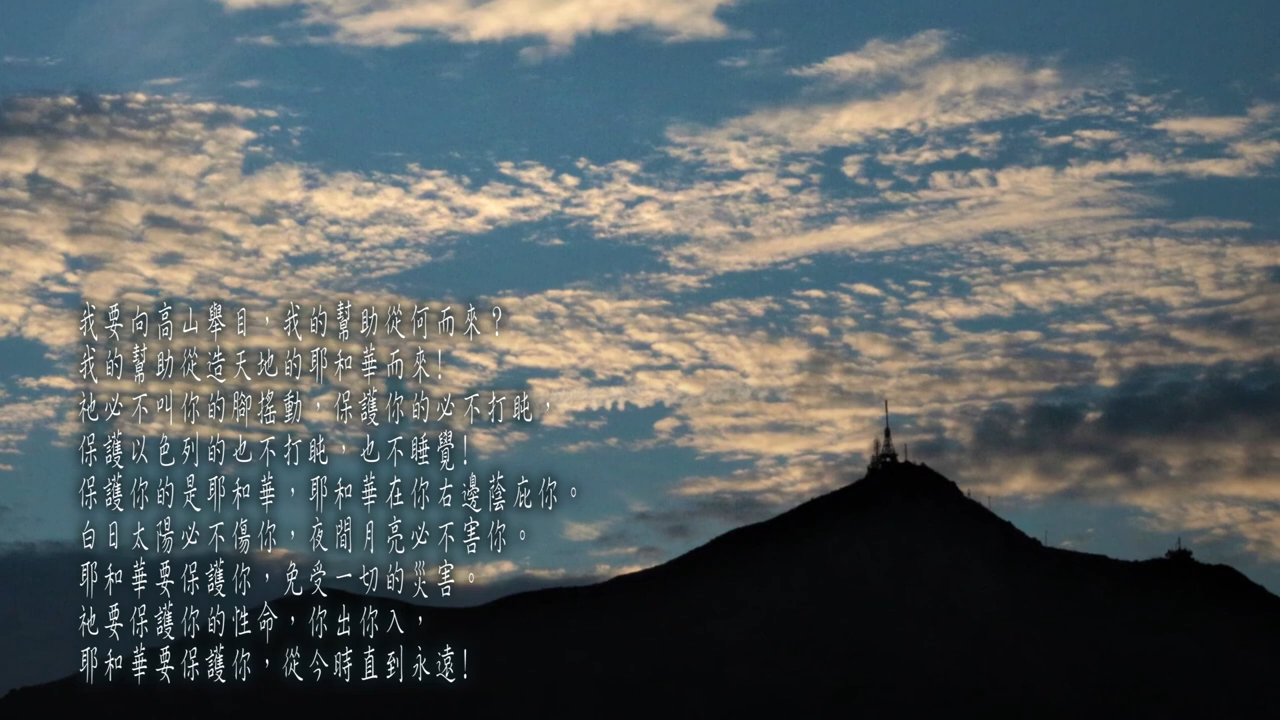 我要向高山舉目，我的幫助從何而來？
我的幫助從造天地的耶和華而來！
祂必不叫你的腳搖動，保護你的必不打盹，
保護以色列的也不打盹，也不睡覺！
保護你的是耶和華，耶和華在你右邊蔭庇你。
白日太陽必不傷你，夜間月亮必不害你。
耶和華要保護你，免受一切的災害。
祂要保護你的性命，你出你入，
耶和華要保護你，從今時直到永遠！